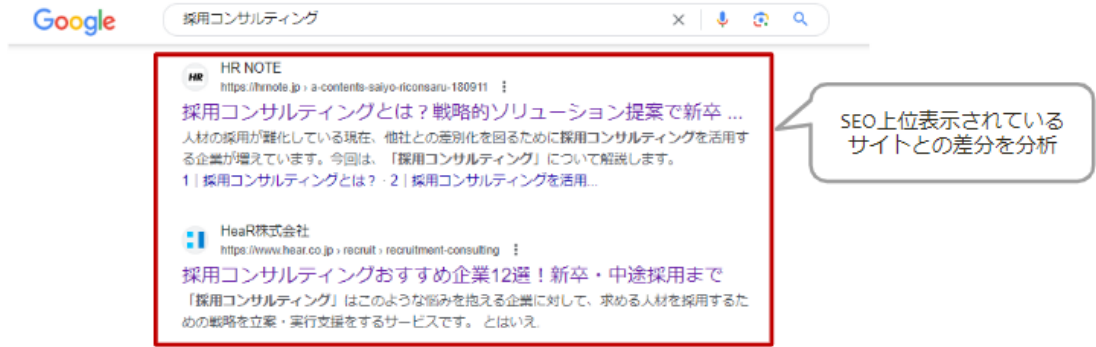 Google
採用コンサルティング
HR NOTE
https://hrnote.jp › a-contents-saiyo-riconsaru-180911
採用コンサルティングとは？戦略的ソリューション提案で新卒 ...
人材の採用が難化している現在、他社との差別化を図るために採用コンサルティングを活用す
る企業が増えています。今回は、「採用コンサルティング」について解説します。
1｜採用コンサルティングとは？ · 2｜採用コンサルティングを活用...
SEO上位表示されている
サイトとの差分を分析
HeaR株式会社
https://www.hear.co.jp › recruit › recruitment-consulting
採用コンサルティングおすすめ企業12選！新卒・中途採用まで
「採用コンサルティング」はこのような悩みを抱える企業に対して、求める人材を採用するた
めの戦略を立案・実行支援をするサービスです。 とはいえ.